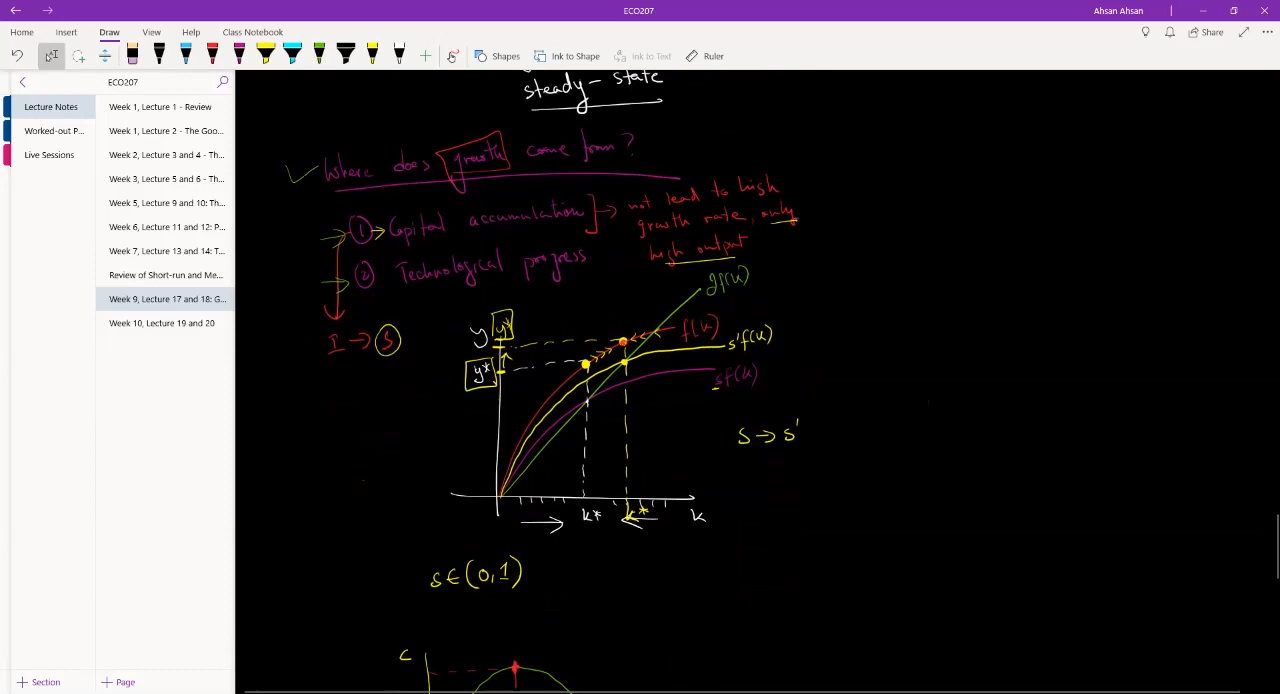 ECO207
Ahsan Ahsan
Home Insert Draw View Help Class Notebook
Share
Shapes Ink to Shape Ink to Text Ruler
ECO207
Lecture Notes
Worked-out P...
Live Sessions
Week 1, Lecture 1 - Review
Week 1, Lecture 2 - The Goo...
Week 2, Lecture 3 and 4 - Th...
Week 3, Lecture 5 and 6 - Th...
Week 5, Lecture 9 and 10: Th...
Week 6, Lecture 11 and 12: P...
Week 7, Lecture 13 and 14: T...
Review of Short-run and Me...
Week 9, Lecture 17 and 18: G...
Week 10, Lecture 19 and 20
Section
Page
steady-state
Where does growth come from?
1 Capital accumulation
not lead to high
growth rate, only
high output
2 Technological progress
I → S
y y*
y*
f(k)
s'f(k)
sf(k)
s → s'
k* k* k
s ∈ (0,1)
c